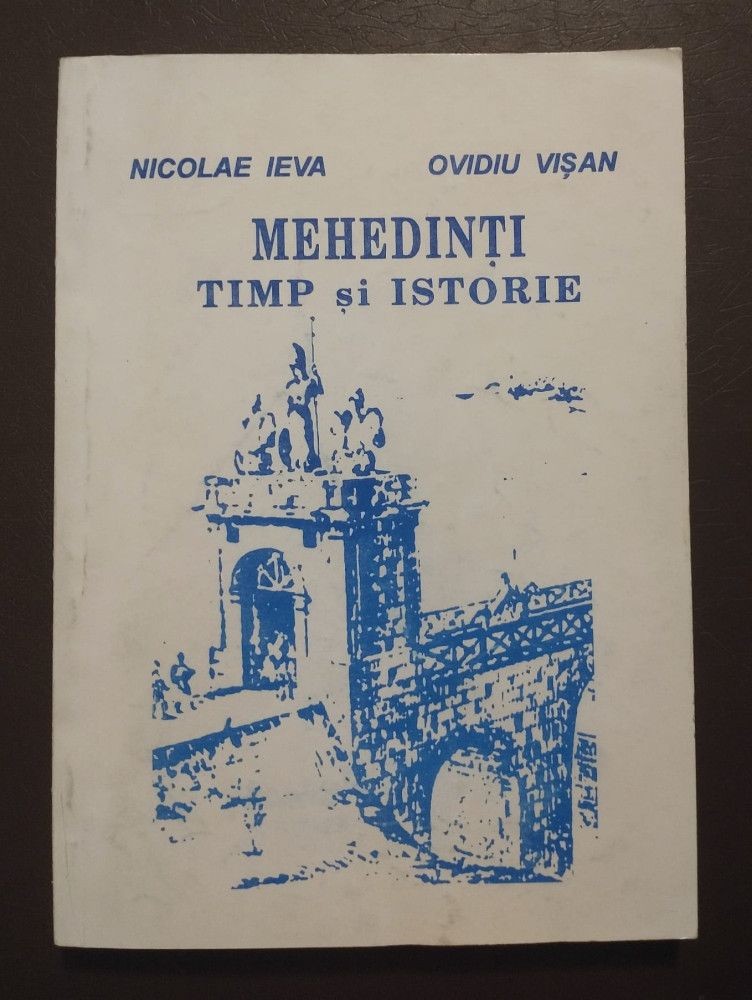 NICOLAE IEVA OVIDIU VIȘAN
MEHEDINȚI
TIMP și ISTORIE